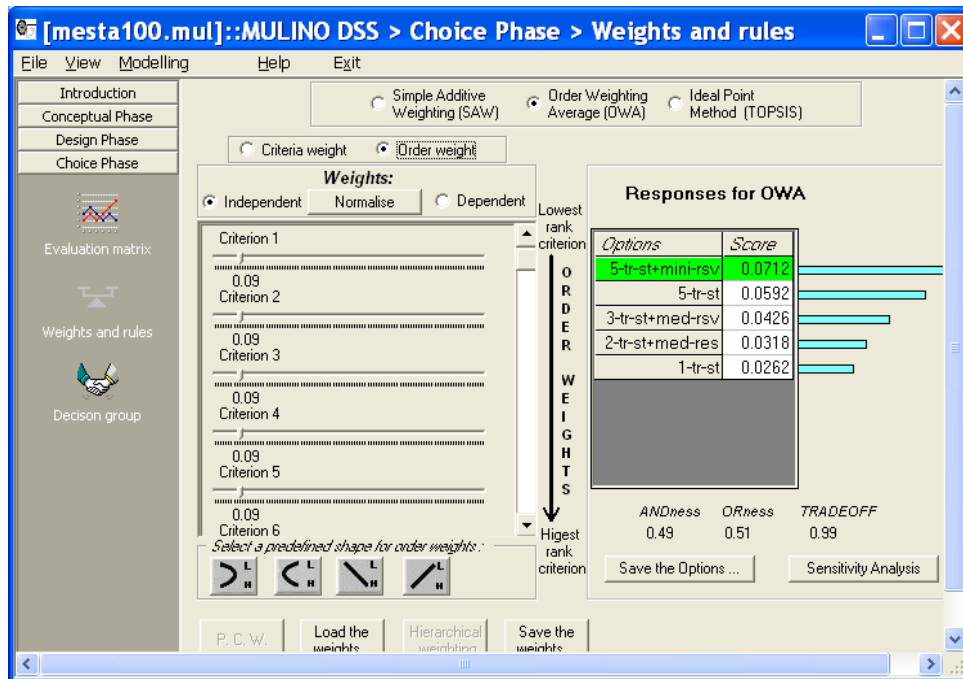 [mesta100.mul]::MULINO DSS > Choice Phase > Weights and rules
File View Modelling Help Exit
Introduction
Conceptual Phase
Design Phase
Choice Phase
Evaluation matrix
Weights and rules
Decison group
Simple Additive
Weighting (SAW)
Order Weighting
Average (OWA)
Ideal Point
Method (TOPSIS)
Criteria weight
Order weight
Weights:
Independent
Normalise
Dependent
Criterion 1
0.09
Criterion 2
0.09
Criterion 3
0.09
Criterion 4
0.09
Criterion 5
0.09
Criterion 6
Select a predefined shape for order weights :
L
H
L
H
L
H
L
H
P. C. W.
Load the
weights
Hierarchical
weighting
Save the
weights
Lowest
rank
criterion
O
R
D
E
R
W
E
I
G
H
T
S
Higest
rank
criterion
Responses for OWA
Options Score
5-tr-st+mini-rsv 0.0712
5-tr-st 0.0592
3-tr-st+med-rsv 0.0426
2-tr-st+med-res 0.0318
1-tr-st 0.0262
ANDness ORness TRADEOFF
0.49 0.51 0.99
Save the Options ...
Sensitivity Analysis